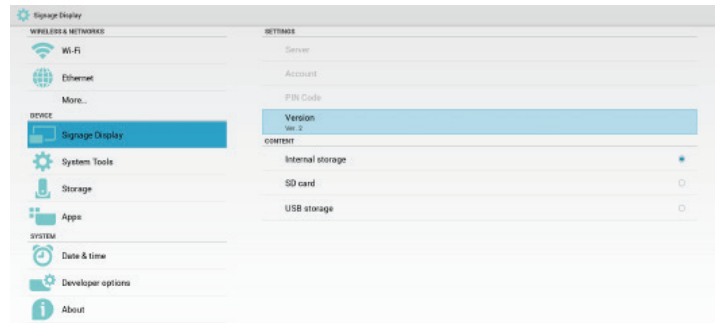 Signage Display
WIRELESS & NETWORKS
Wi-Fi
Ethernet
More...
DEVICE
Signage Display
System Tools
Storage
Apps
SYSTEM
Date & time
Developer options
About
SETTINGS
Server
Account
PIN Code
Version
Ver. 2
CONTENT
Internal storage
SD card
USB storage